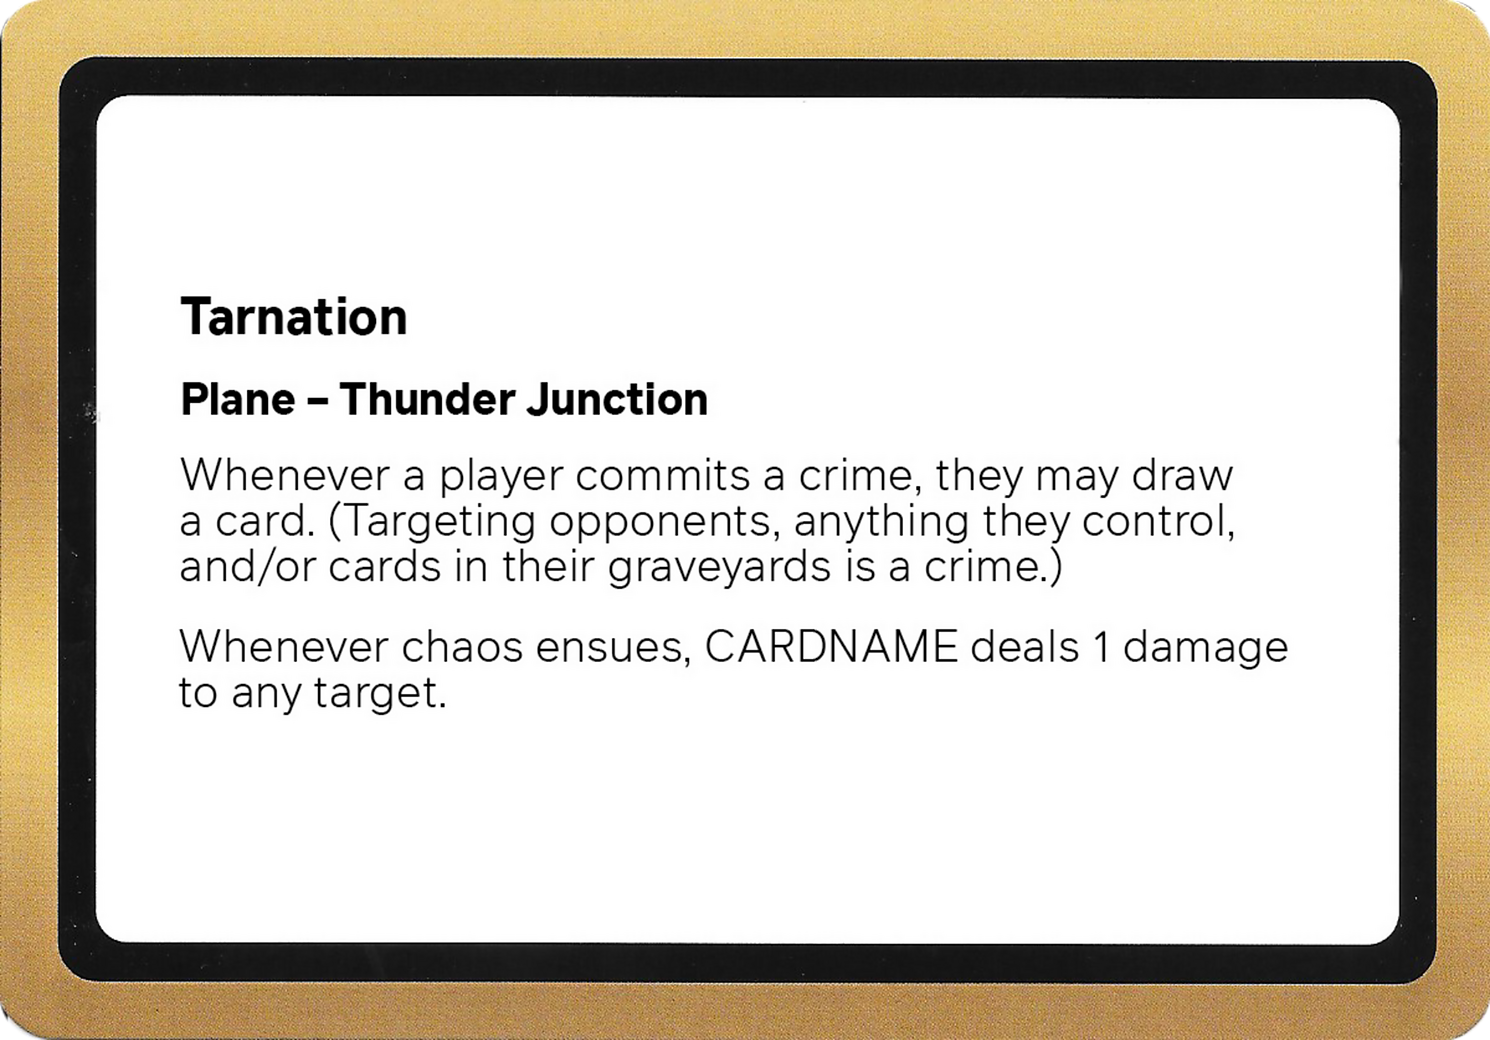 Tarnation
Plane – Thunder Junction
Whenever a player commits a crime, they may draw
a card. (Targeting opponents, anything they control,
and/or cards in their graveyards is a crime.)
Whenever chaos ensues, CARDNAME deals 1 damage
to any target.